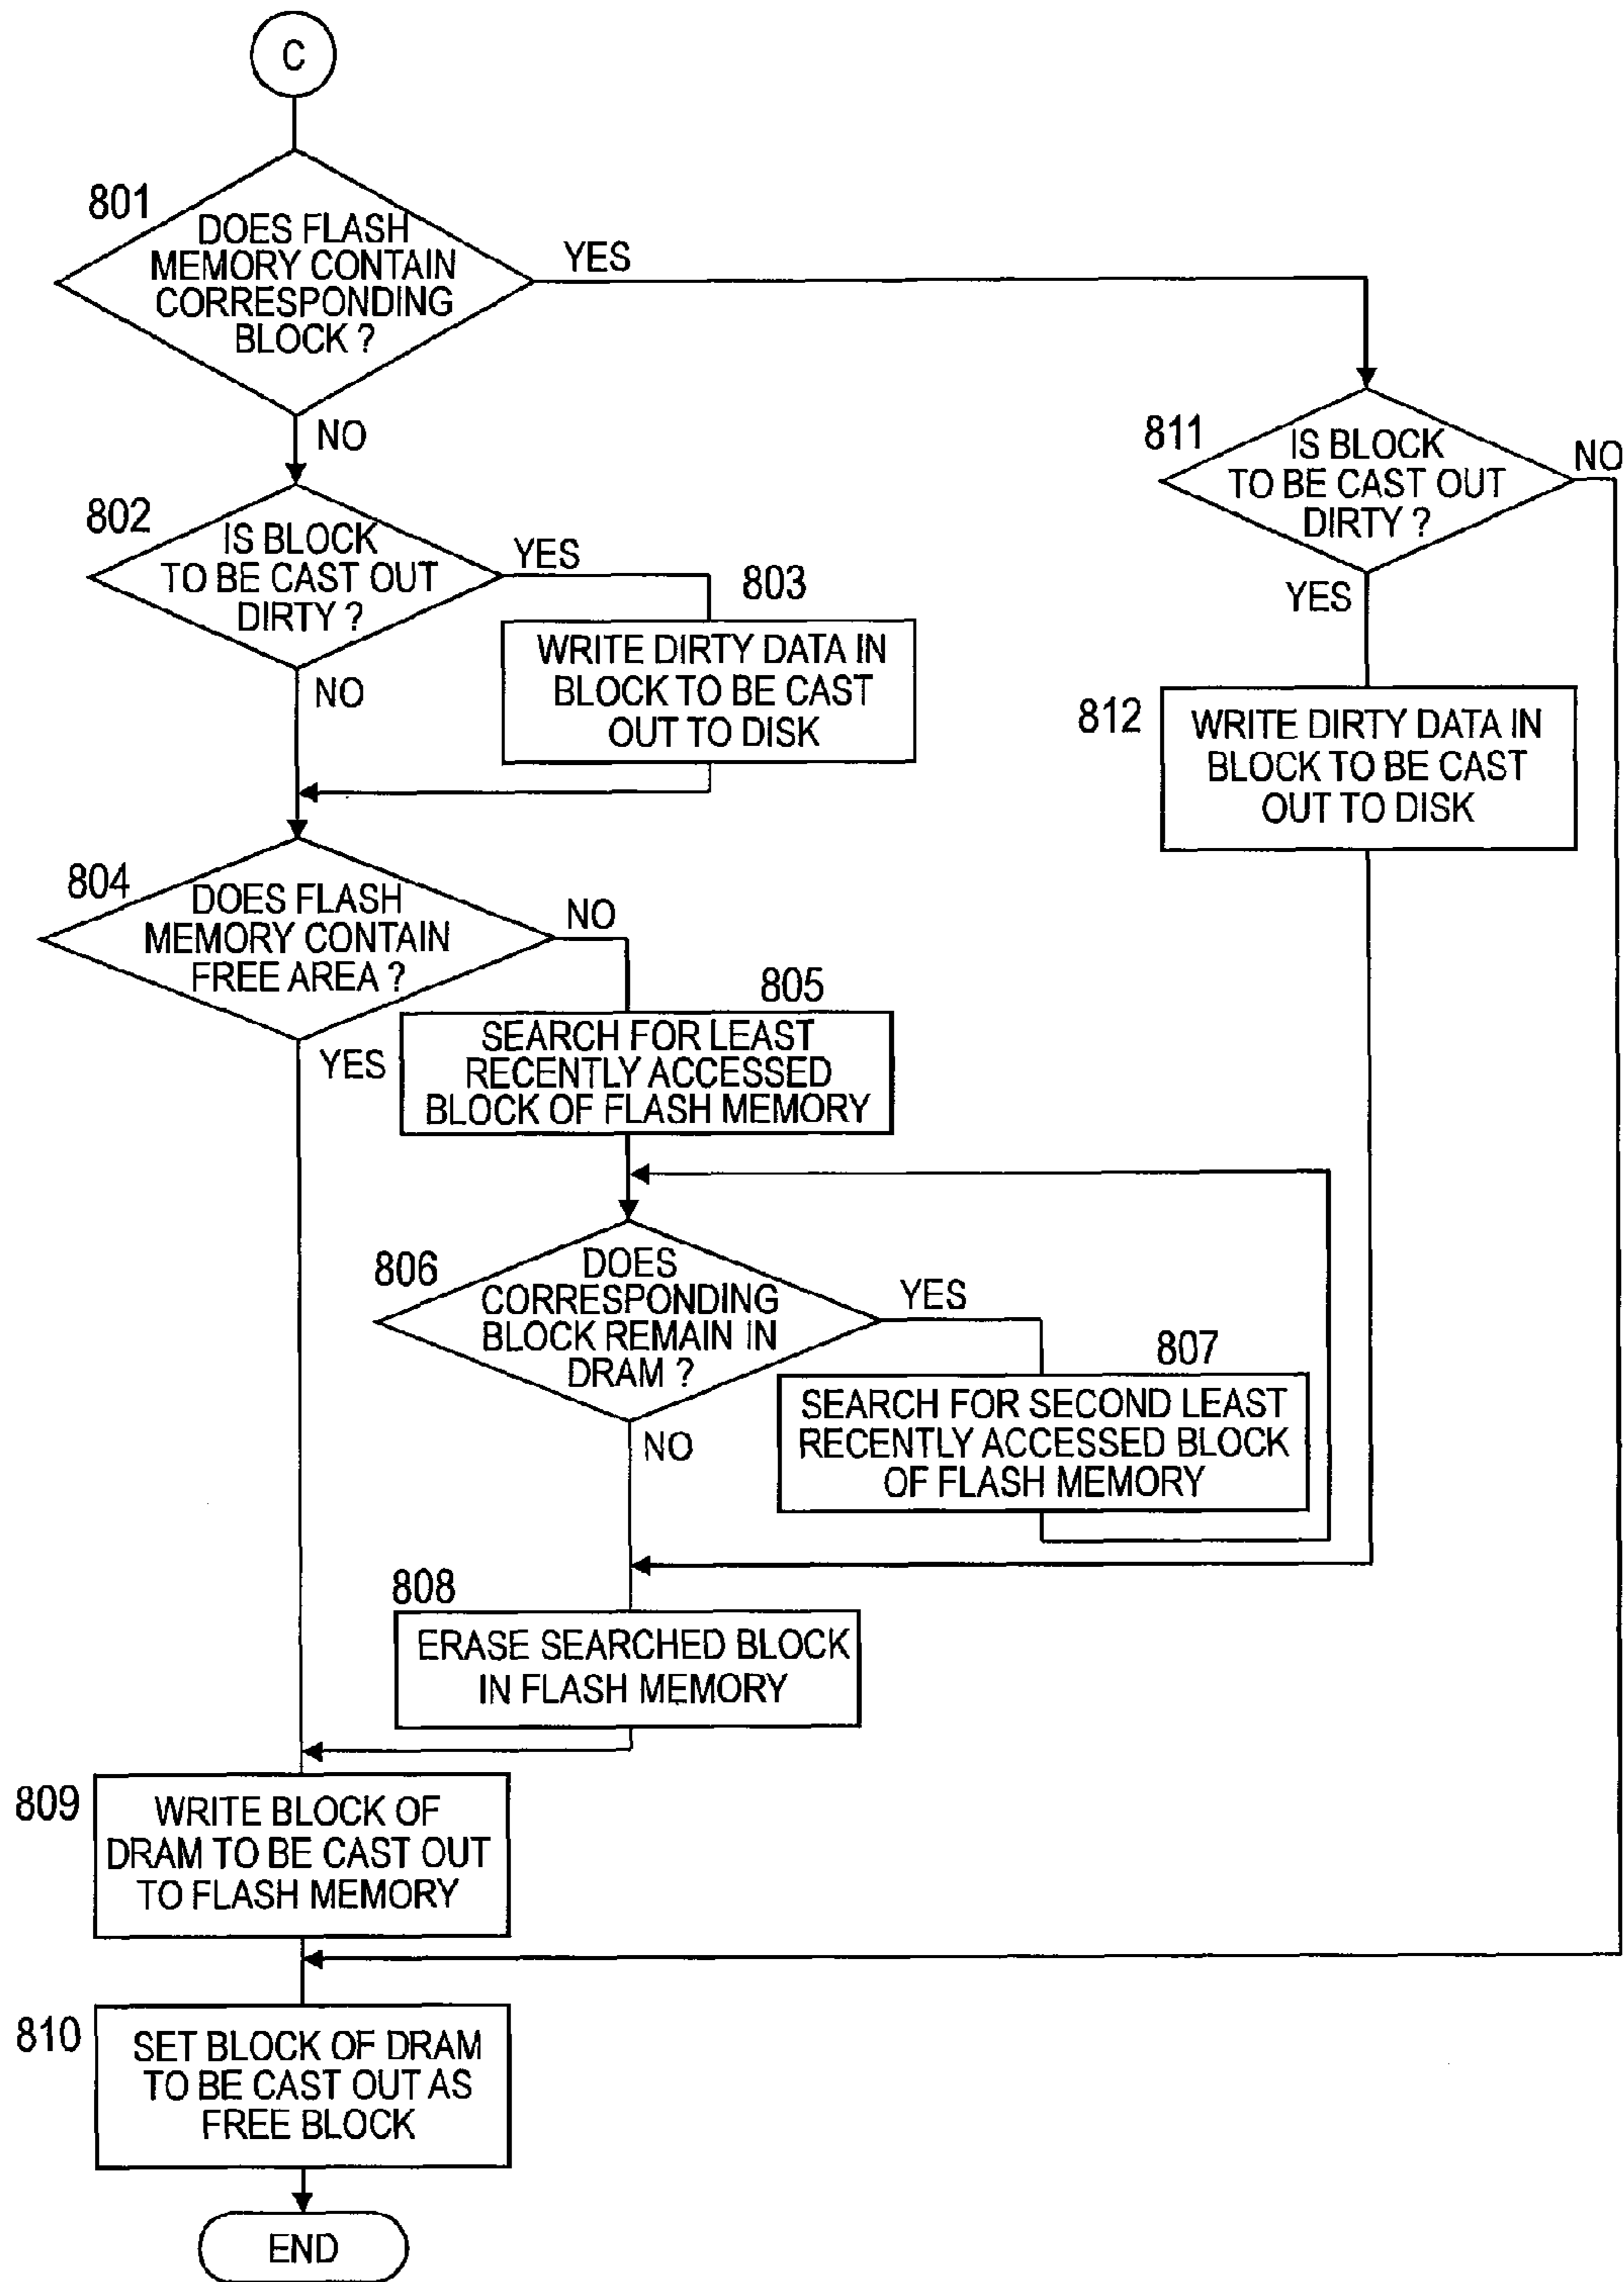 C
801
DOES FLASH
MEMORY CONTAIN
CORRESPONDING
BLOCK ?
YES
NO
802
IS BLOCK
TO BE CAST OUT
DIRTY ?
YES
NO
803
WRITE DIRTY DATA IN
BLOCK TO BE CAST
OUT TO DISK
811
IS BLOCK
TO BE CAST OUT
DIRTY ?
NO
YES
812
WRITE DIRTY DATA IN
BLOCK TO BE CAST
OUT TO DISK
804
DOES FLASH
MEMORY CONTAIN
FREE AREA ?
NO
YES
805
SEARCH FOR LEAST
RECENTLY ACCESSED
BLOCK OF FLASH MEMORY
806
DOES
CORRESPONDING
BLOCK REMAIN IN
DRAM ?
YES
NO
807
SEARCH FOR SECOND LEAST
RECENTLY ACCESSED BLOCK
OF FLASH MEMORY
808
ERASE SEARCHED BLOCK
IN FLASH MEMORY
809
WRITE BLOCK OF
DRAM TO BE CAST OUT
TO FLASH MEMORY
810
SET BLOCK OF DRAM
TO BE CAST OUT AS
FREE BLOCK
END